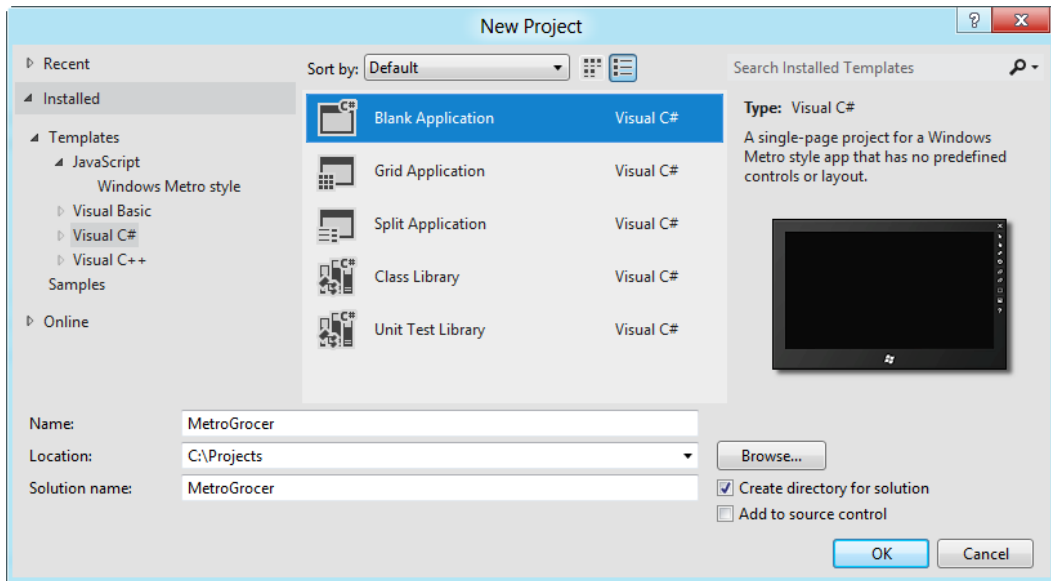 New Project
?
x
Recent
Sort by: Default
Search Installed Templates
Installed
Templates
JavaScript
Windows Metro style
Visual Basic
Visual C#
Visual C++
Samples
Online
C#
Blank Application Visual C#
Grid Application Visual C#
Split Application Visual C#
C#
Class Library Visual C#
C#
Unit Test Library Visual C#
Type: Visual C#
A single-page project for a Windows
Metro style app that has no predefined
controls or layout.
Name: MetroGrocer
Location: C:\Projects
Browse...
Solution name: MetroGrocer
Create directory for solution
Add to source control
OK
Cancel